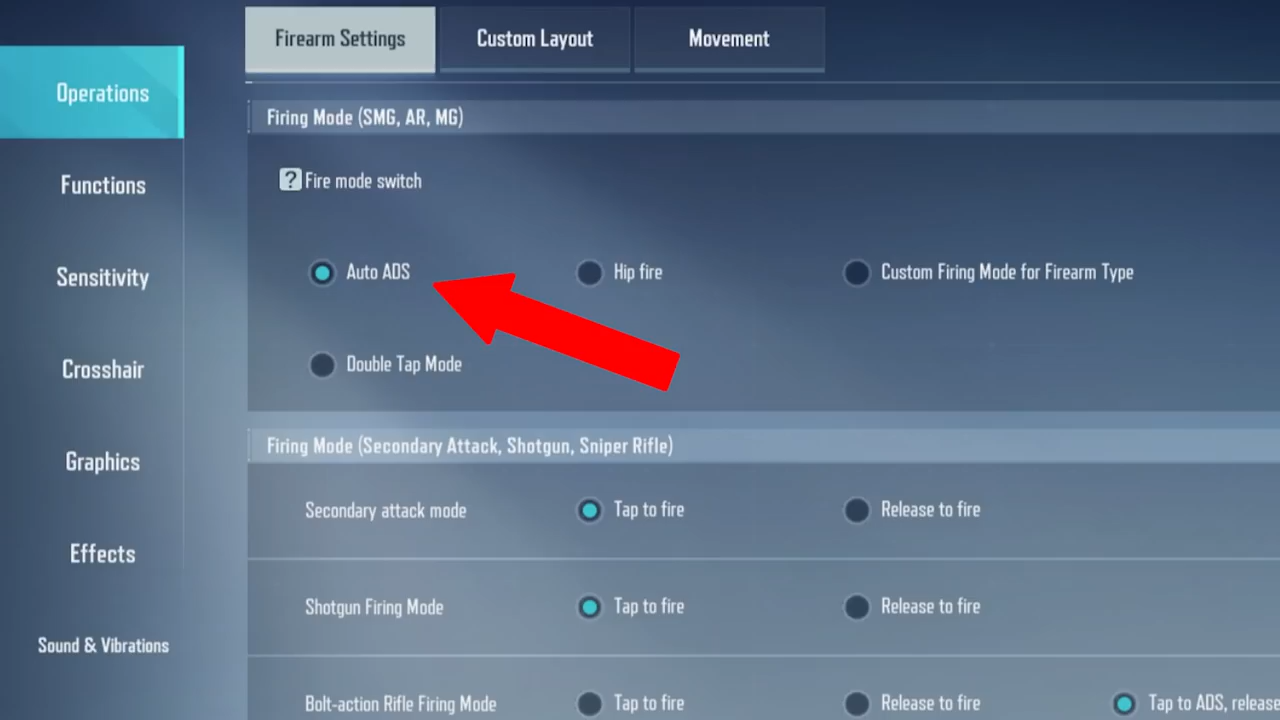 Firearm Settings
Custom Layout
Movement
Operations
Functions
Sensitivity
Crosshair
Graphics
Effects
Sound & Vibrations
Firing Mode (SMG, AR, MG)
? Fire mode switch
Auto ADS
Hip fire
Custom Firing Mode for Firearm Type
Double Tap Mode
Firing Mode (Secondary Attack, Shotgun, Sniper Rifle)
Secondary attack mode
Tap to fire
Release to fire
Shotgun Firing Mode
Tap to fire
Release to fire
Bolt-action Rifle Firing Mode
Tap to fire
Release to fire
Tap to ADS, release